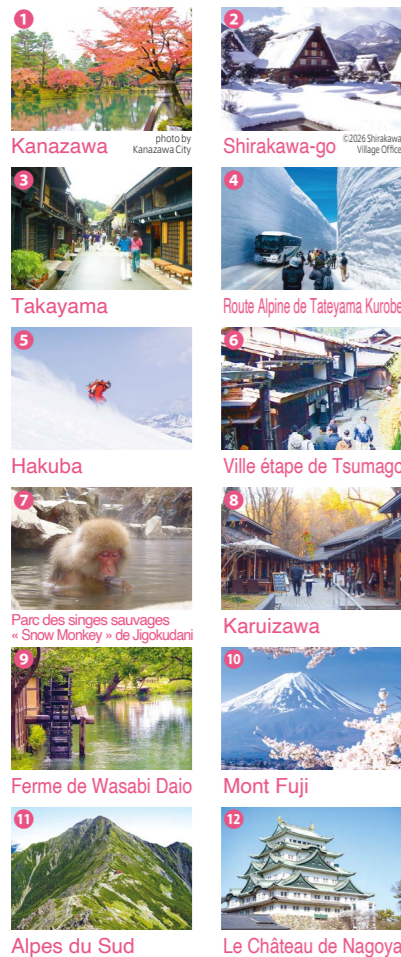 1
Kanazawa
photo by
Kanazawa City
2
Shirakawa-go
©2026 Shirakawa
Village Office
3
Takayama
4
Route Alpine de Tateyama Kurobe
5
Hakuba
6
Ville étape de Tsumago
7
Parc des singes sauvages
« Snow Monkey » de Jigokudani
8
Karuizawa
9
Ferme de Wasabi Daio
10
Mont Fuji
11
Alpes du Sud
12
Le Château de Nagoya